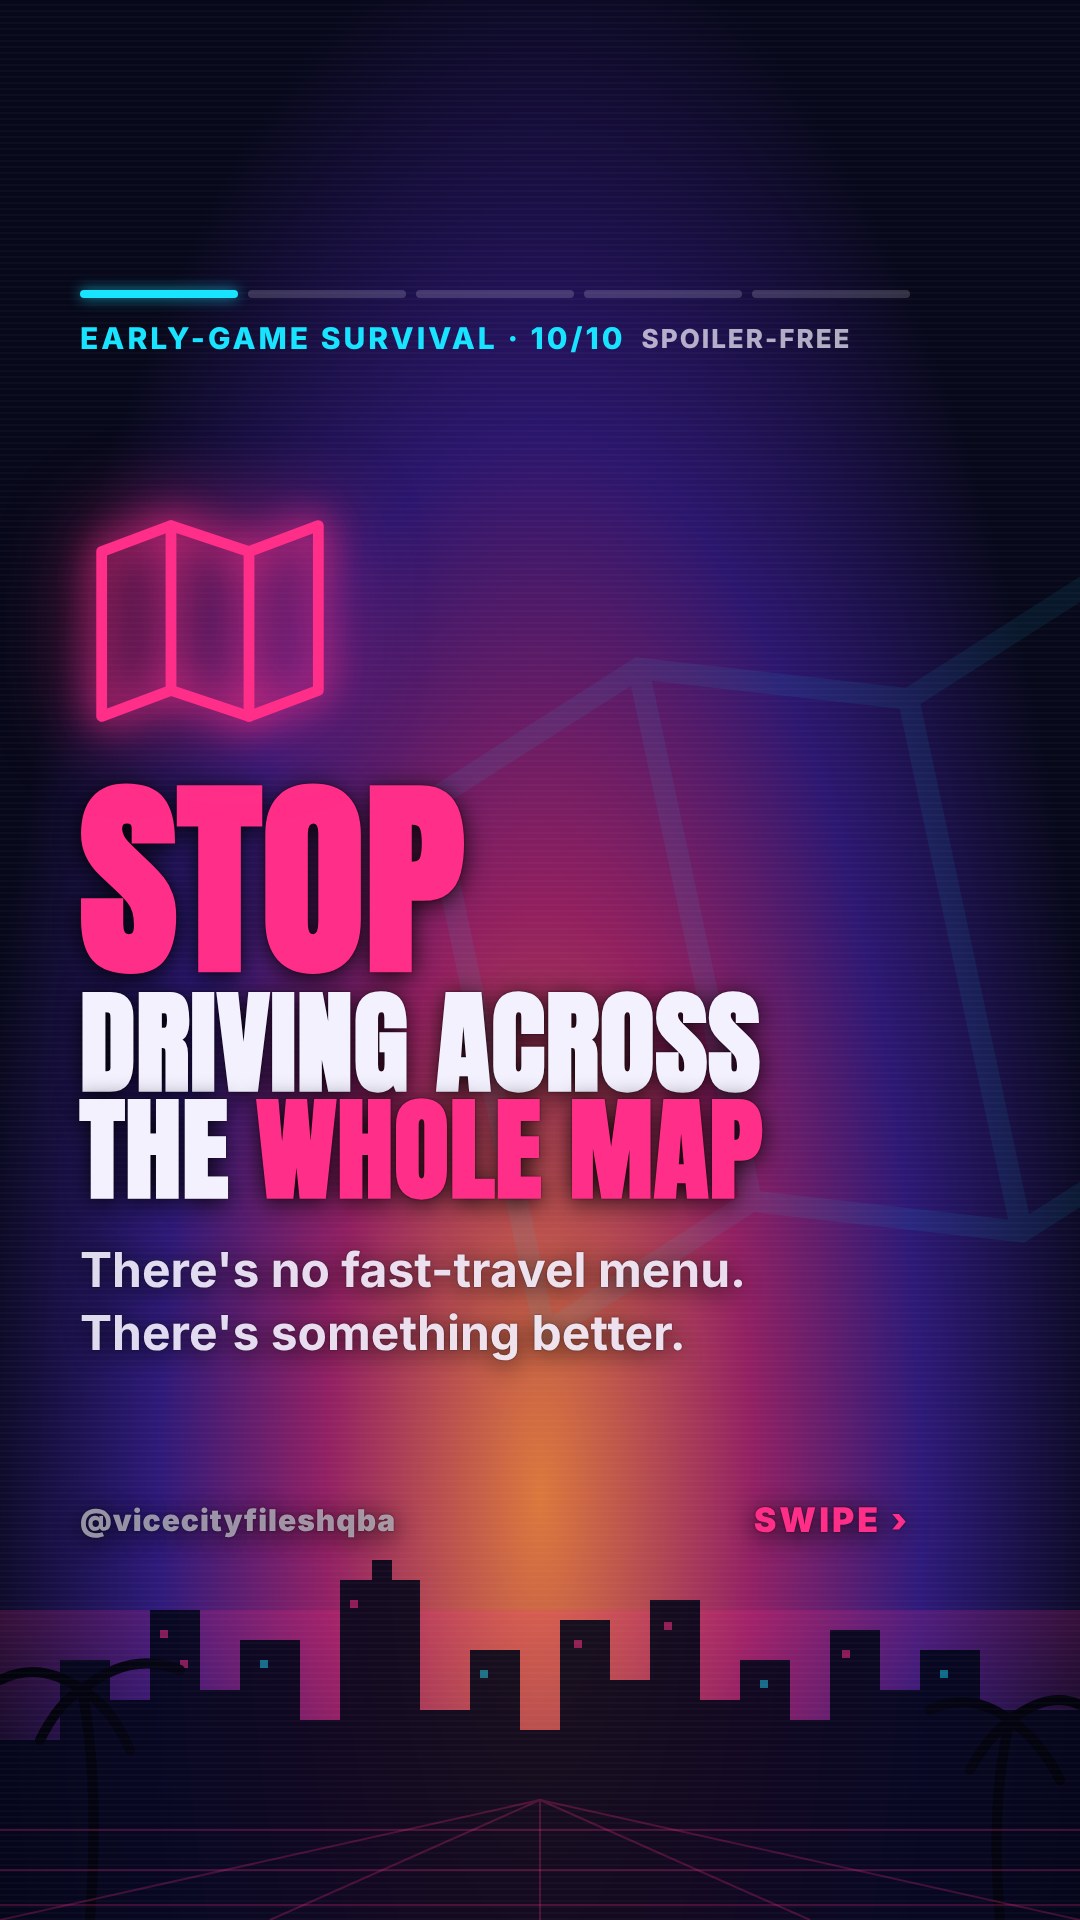 EARLY-GAME SURVIVAL · 10/10 SPOILER-FREE
STOP
DRIVING ACROSS
THE WHOLE MAP
There's no fast-travel menu.
There's something better.
@vicecityfileshqba
SWIPE ›